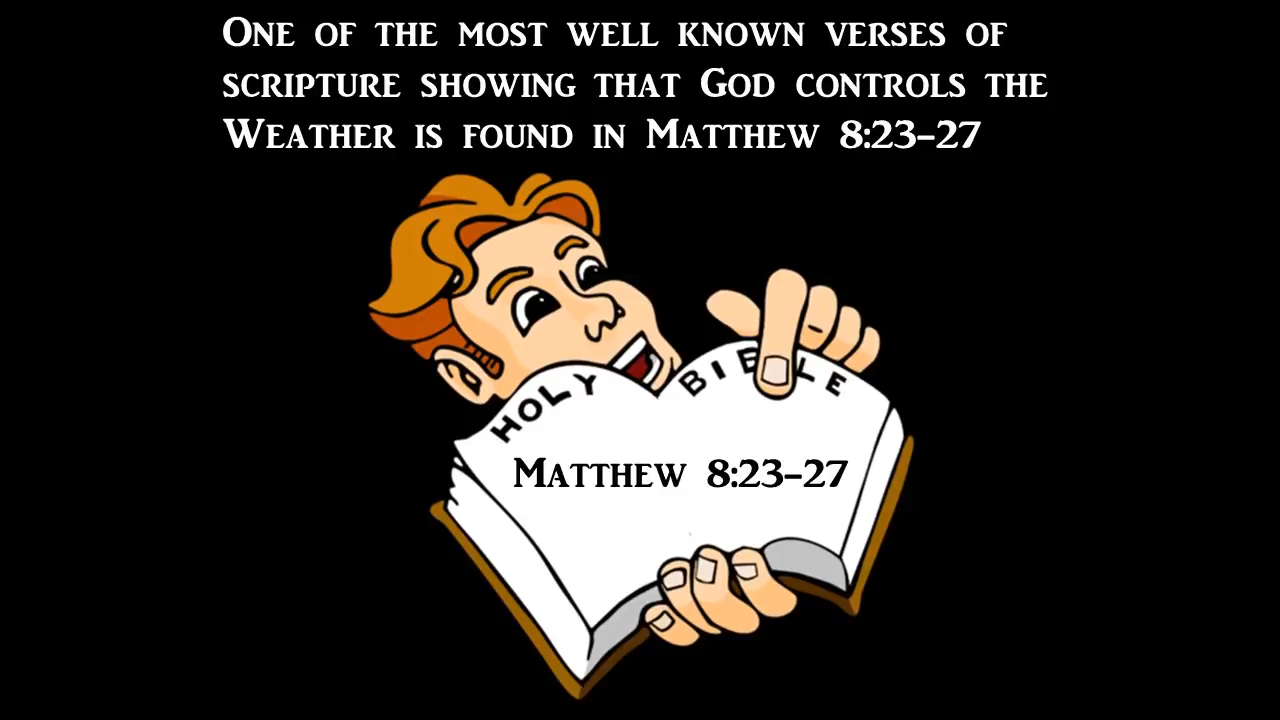 One of the most well known verses of
scripture showing that God controls the
Weather is found in Matthew 8:23-27
HOLY BIBLE
Matthew 8:23-27